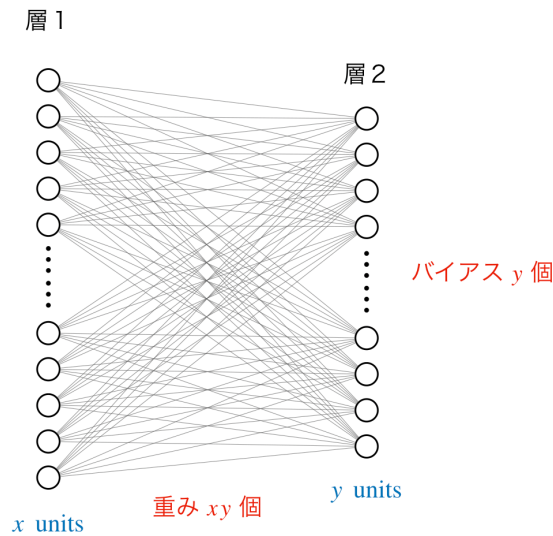 層１
層２
バイアス y 個
重み xy 個
y units
x units